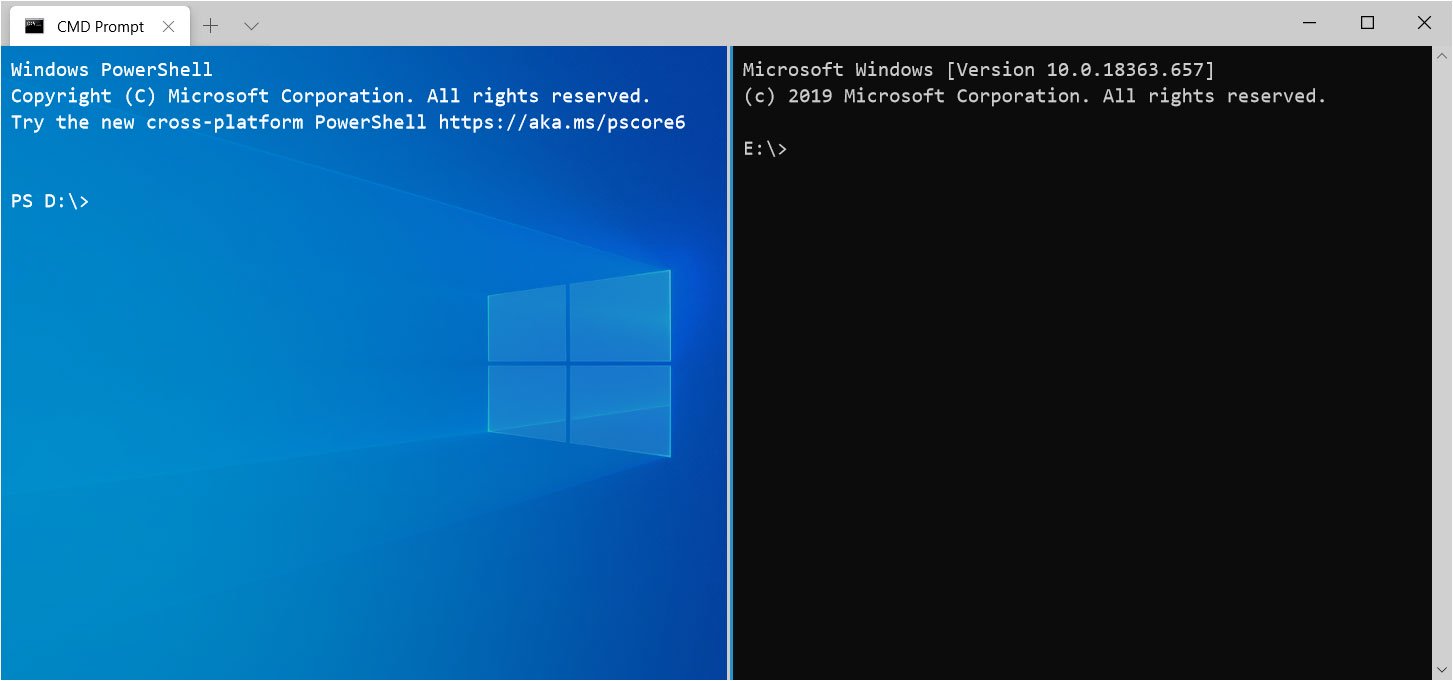 CMD Prompt
Windows PowerShell
Copyright (C) Microsoft Corporation. All rights reserved.
Try the new cross-platform PowerShell https://aka.ms/pscore6
PS D:\>
Microsoft Windows [Version 10.0.18363.657]
(c) 2019 Microsoft Corporation. All rights reserved.
E:\>